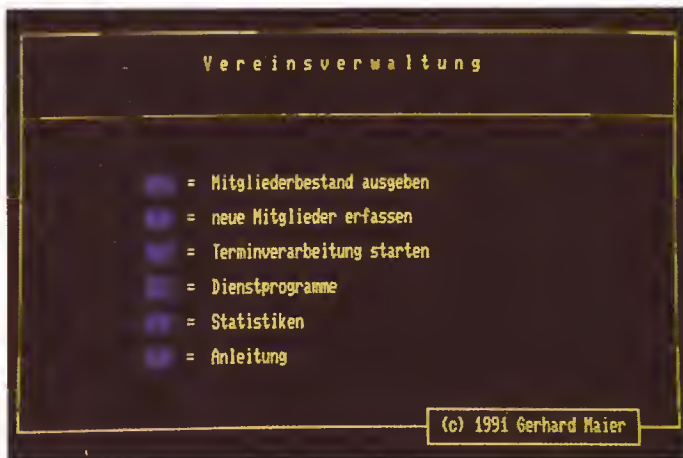 Vereinsverwaltung
= Mitgliederbestand ausgeben
= neue Mitglieder erfassen
= Terminverarbeitung starten
= Dienstprogramme
= Statistiken
= Anleitung
(c) 1991 Gerhard Maier